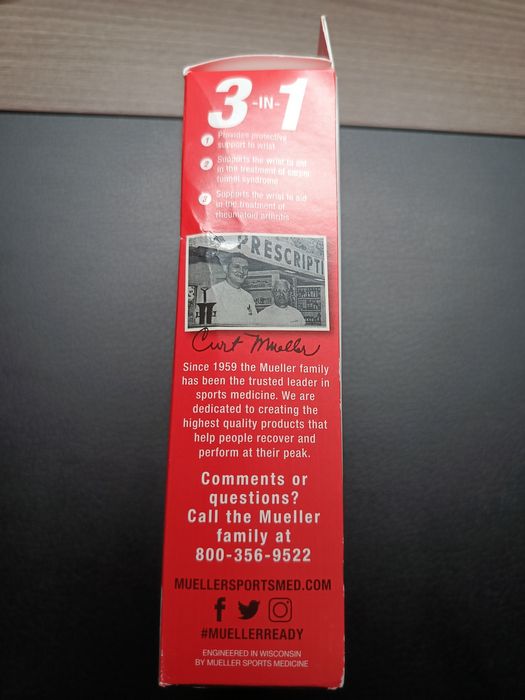 3-IN-1
1 Provides protective
support to wrist
2 Supports the wrist to aid
in the treatment of carpal
tunnel syndrome
3 Supports the wrist to aid
in the treatment of
rheumatoid arthritis
PRESCRIPTI
Curt Mueller
Since 1959 the Mueller family
has been the trusted leader in
sports medicine. We are
dedicated to creating the
highest quality products that
help people recover and
perform at their peak.
Comments or
questions?
Call the Mueller
family at
800-356-9522
MUELLERSPORTSMED.COM
#MUELLERREADY
ENGINEERED IN WISCONSIN
BY MUELLER SPORTS MEDICINE